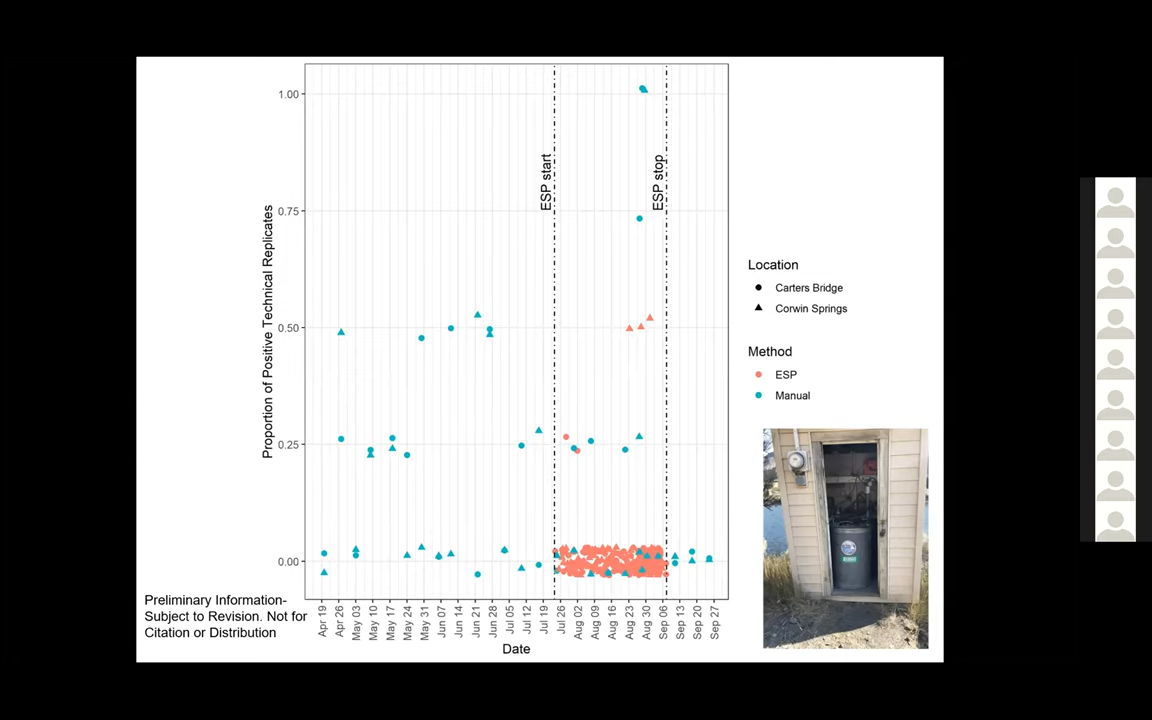 1.00
0.75
0.50
0.25
0.00
Proportion of Positive Technical Replicates
ESP start
ESP stop
Apr 19
Apr 26
May 03
May 10
May 17
May 24
May 31
Jun 07
Jun 14
Jun 21
Jun 28
Jul 05
Jul 12
Jul 19
Jul 26
Aug 02
Aug 09
Aug 16
Aug 23
Aug 30
Sep 06
Sep 13
Sep 20
Sep 27
Date
Location
Carters Bridge
Corwin Springs
Method
ESP
Manual
Preliminary Information-
Subject to Revision. Not for
Citation or Distribution